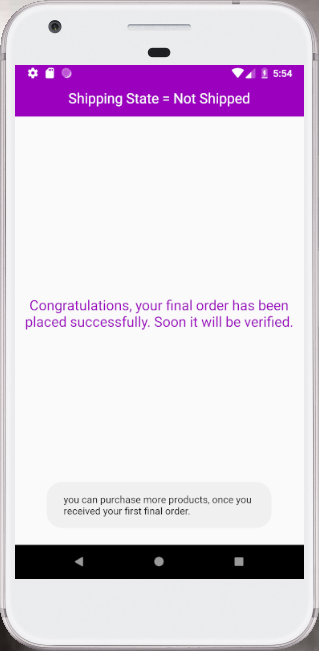 5:54
Shipping State = Not Shipped
Congratulations, your final order has been
placed successfully. Soon it will be verified.
you can purchase more products, once you
received your first final order.